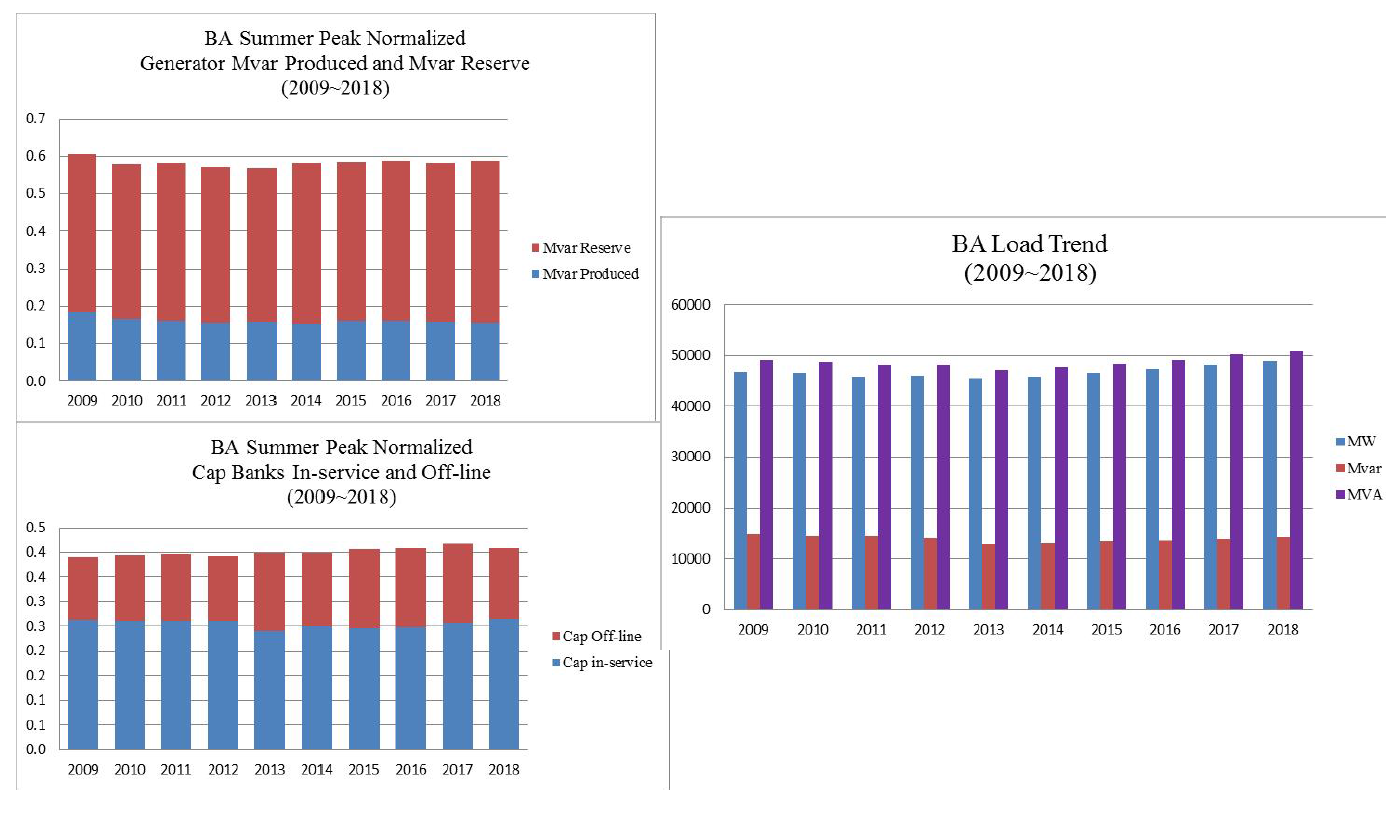 BA Summer Peak Normalized
Generator Mvar Produced and Mvar Reserve
(2009~2018)
0.7
0.6
0.5
0.4
0.3
0.2
0.1
0.0
2009 2010 2011 2012 2013 2014 2015 2016 2017 2018
Mvar Reserve
Mvar Produced
BA Summer Peak Normalized
Cap Banks In-service and Off-line
(2009~2018)
0.5
0.4
0.4
0.3
0.3
0.2
0.2
0.1
0.1
0.0
2009 2010 2011 2012 2013 2014 2015 2016 2017 2018
Cap Off-line
Cap in-service
BA Load Trend
(2009~2018)
60000
50000
40000
30000
20000
10000
0
2009 2010 2011 2012 2013 2014 2015 2016 2017 2018
MW
Mvar
MVA